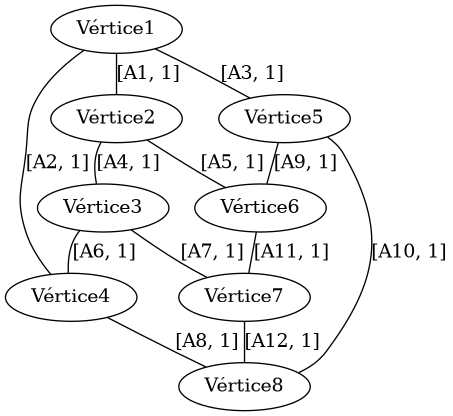 Vértice1
[A1, 1]
[A3, 1]
Vértice2
Vértice5
[A2, 1]
[A4, 1]
[A5, 1]
[A9, 1]
Vértice3
Vértice6
[A6, 1]
[A7, 1]
[A11, 1]
[A10, 1]
Vértice4
Vértice7
[A8, 1]
[A12, 1]
Vértice8